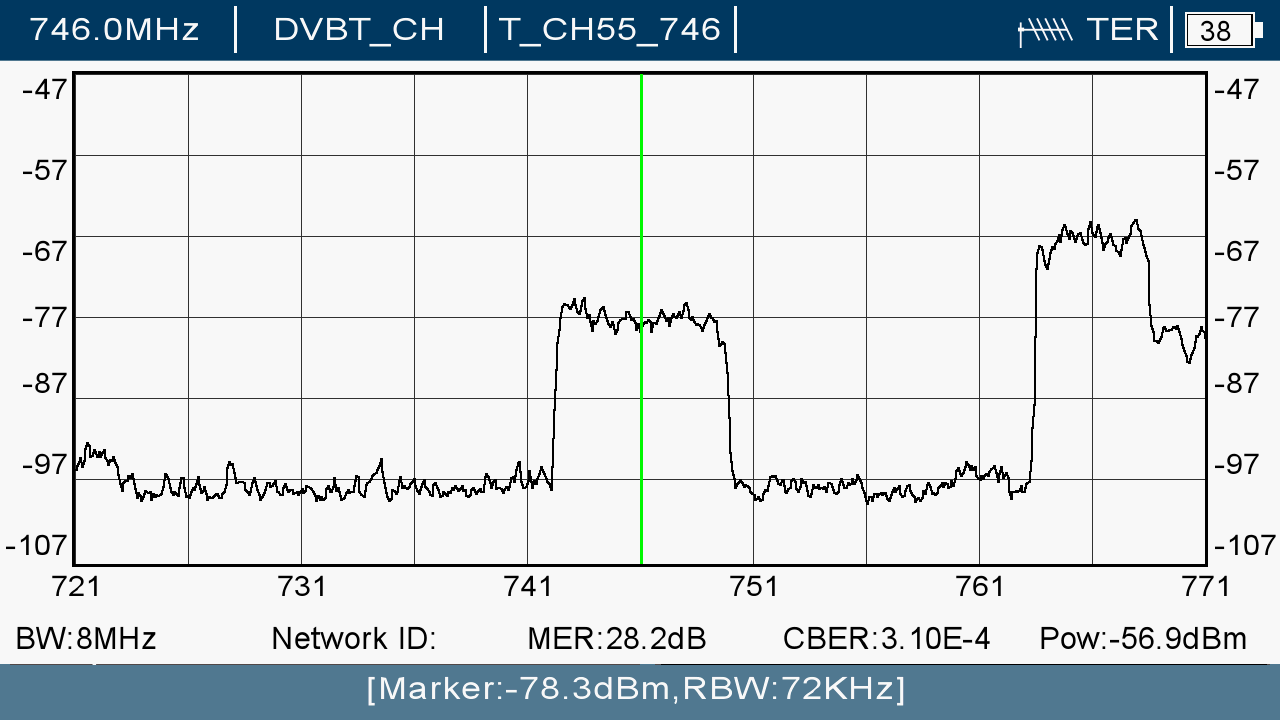 746.0MHz DVBT_CH T_CH55_746 TER 38
-47 -47
-57 -57
-67 -67
-77 -77
-87 -87
-97 -97
-107 -107
721 731 741 751 761 771
BW:8MHz Network ID: MER:28.2dB CBER:3.10E-4 Pow:-56.9dBm
[Marker:-78.3dBm,RBW:72KHz]